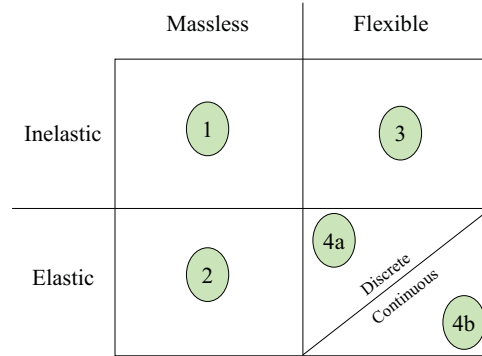 Massless Flexible
Inelastic 1 3
4a
Elastic 2
Discrete
Continuous
4b